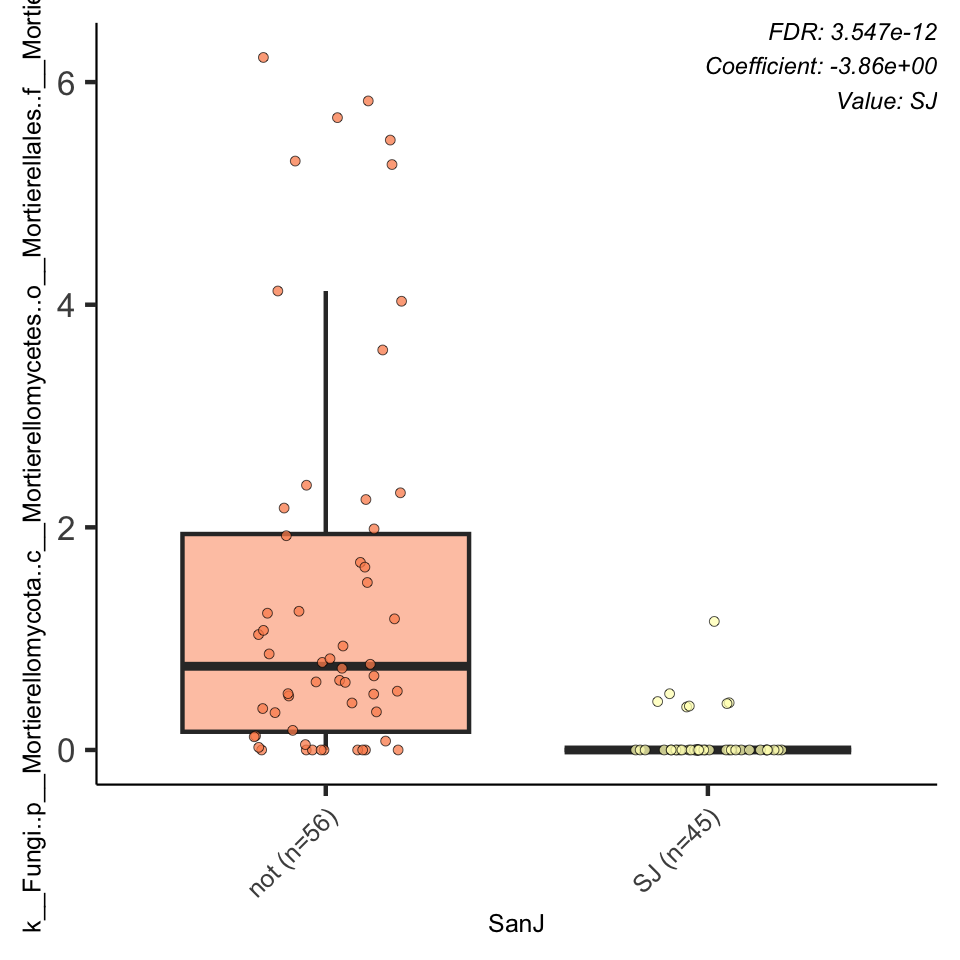 FDR: 3.547e-12
Coefficient: -3.86e+00
Value: SJ
k__Fungi..p__Mortierellomycota..c__Mortierellomycetes..o__Mortierellales..f__Mortie
6
4
2
0
not (n=56)
SJ (n=45)
SanJ